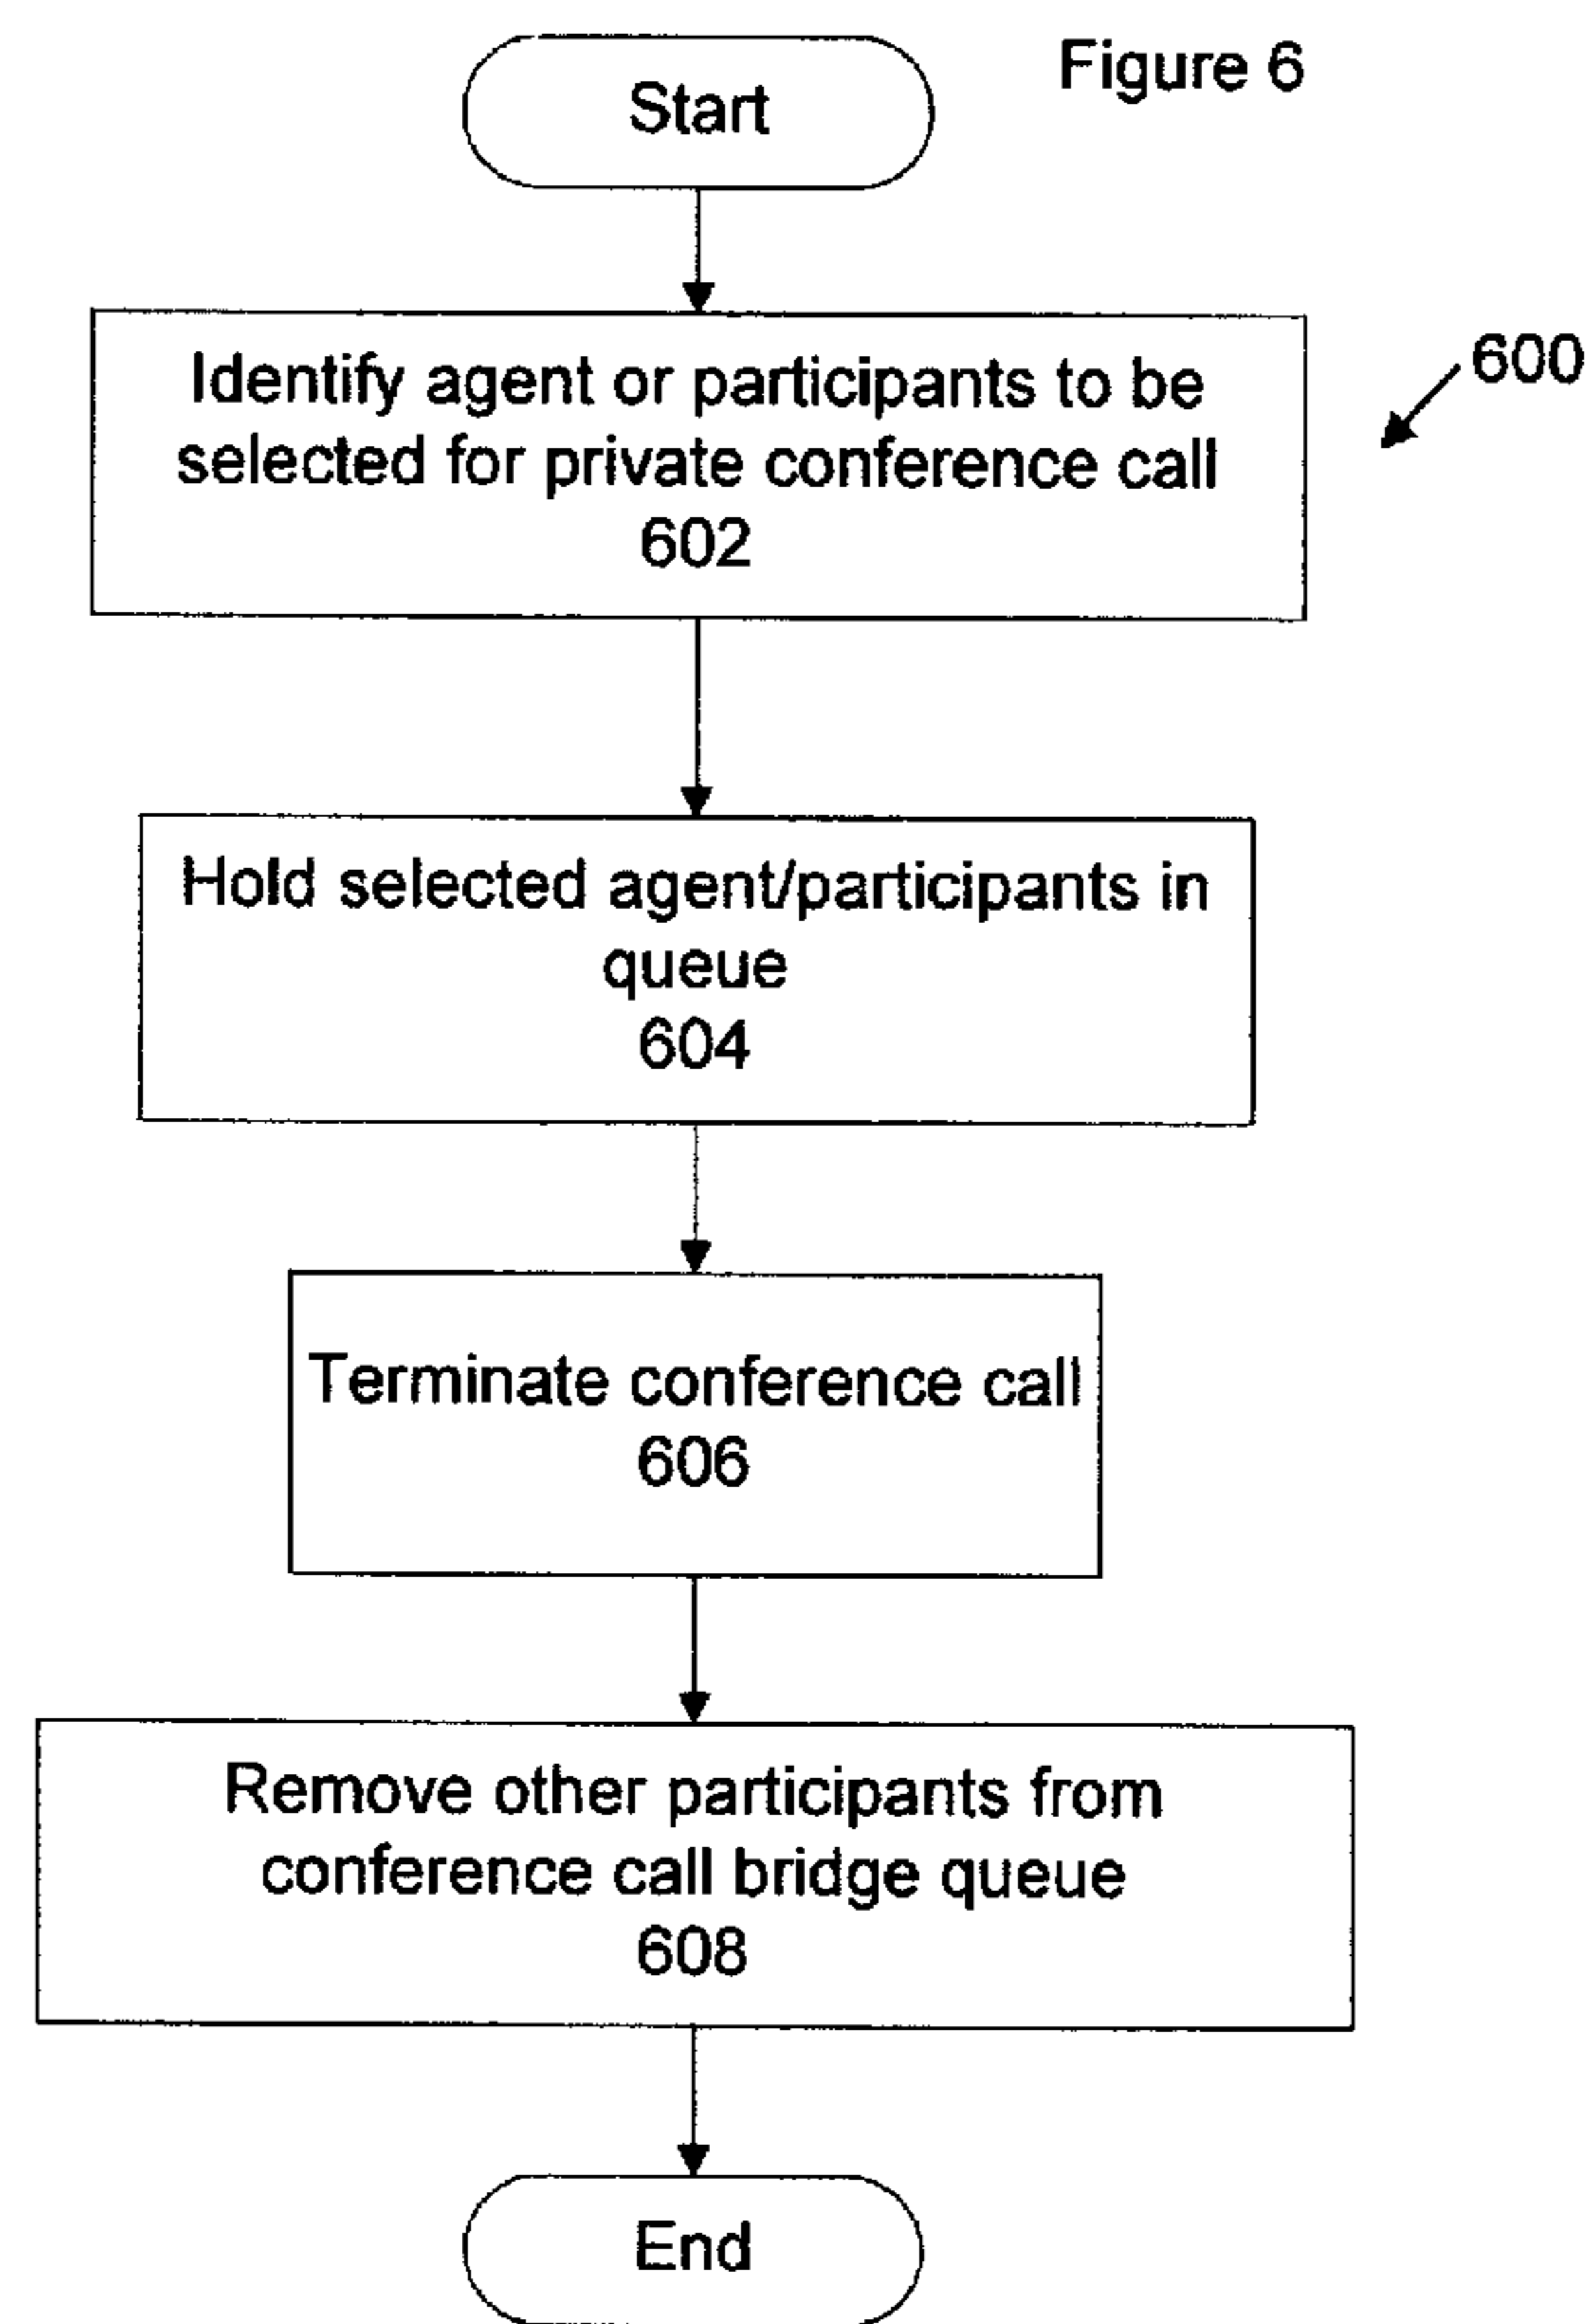 Figure 6
Start
600
Identify agent or participants to be
selected for private conference call
602
Hold selected agent/participants in
queue
604
Terminate conference call
606
Remove other participants from
conference call bridge queue
608
End